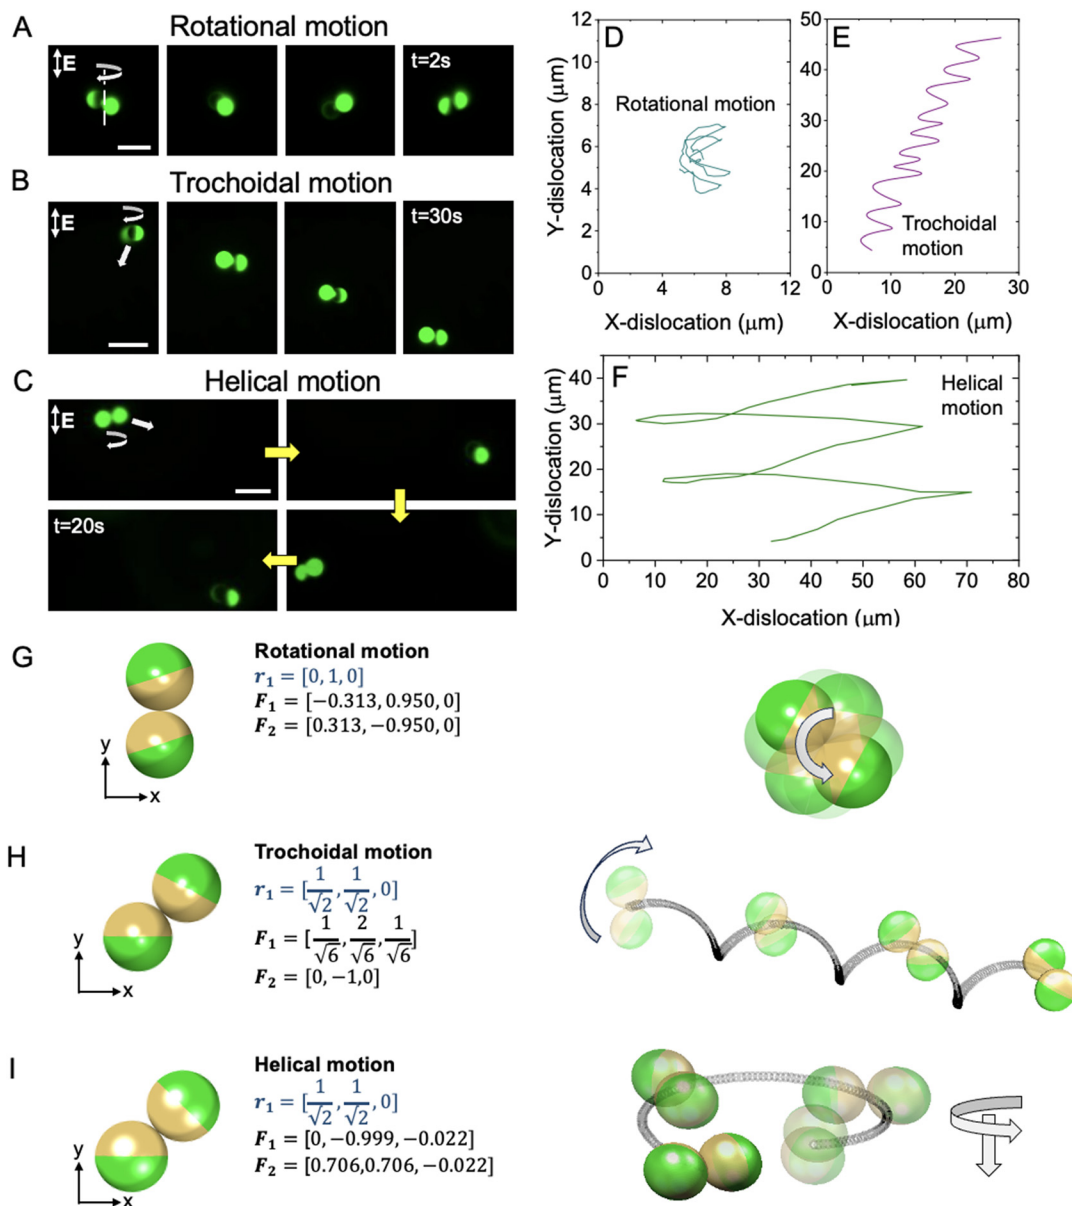 A
Rotational motion
E
t=2s
B
Trochoidal motion
E
t=30s
C
Helical motion
E
t=20s
D
Rotational motion
Y-dislocation (μm)
12
10
8
6
4
2
0
0 4 8 12
X-dislocation (μm)
E
Trochoidal
motion
50
40
30
20
10
0
0 10 20 30
(μm)
F
Helical
motion
Y-dislocation (μm)
40
30
20
10
0
0 10 20 30 40 50 60 70 80
X-dislocation (μm)
G
y
x
Rotational motion
r₁ = [0, 1, 0]
F₁ = [−0.313, 0.950, 0]
F₂ = [0.313, −0.950, 0]
H
y
x
Trochoidal motion
r₁ = [1/√2, 1/√2, 0]
F₁ = [1/√6, 2/√6, 1/√6]
F₂ = [0, −1,0]
I
y
x
Helical motion
r₁ = [1/√2, 1/√2, 0]
F₁ = [0, −0.999, −0.022]
F₂ = [0.706,0.706, −0.022]